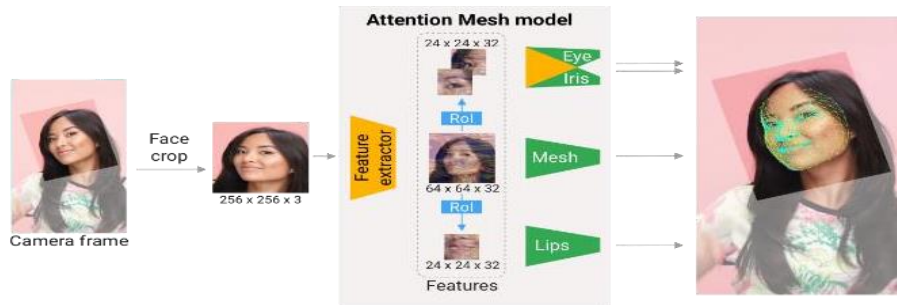 Attention Mesh model
24 x 24 x 32
Eye
Iris
RoI
Face
crop
Feature
extractor
Mesh
256 x 256 x 3
64 x 64 x 32
RoI
Camera frame
Lips
24 x 24 x 32
Features